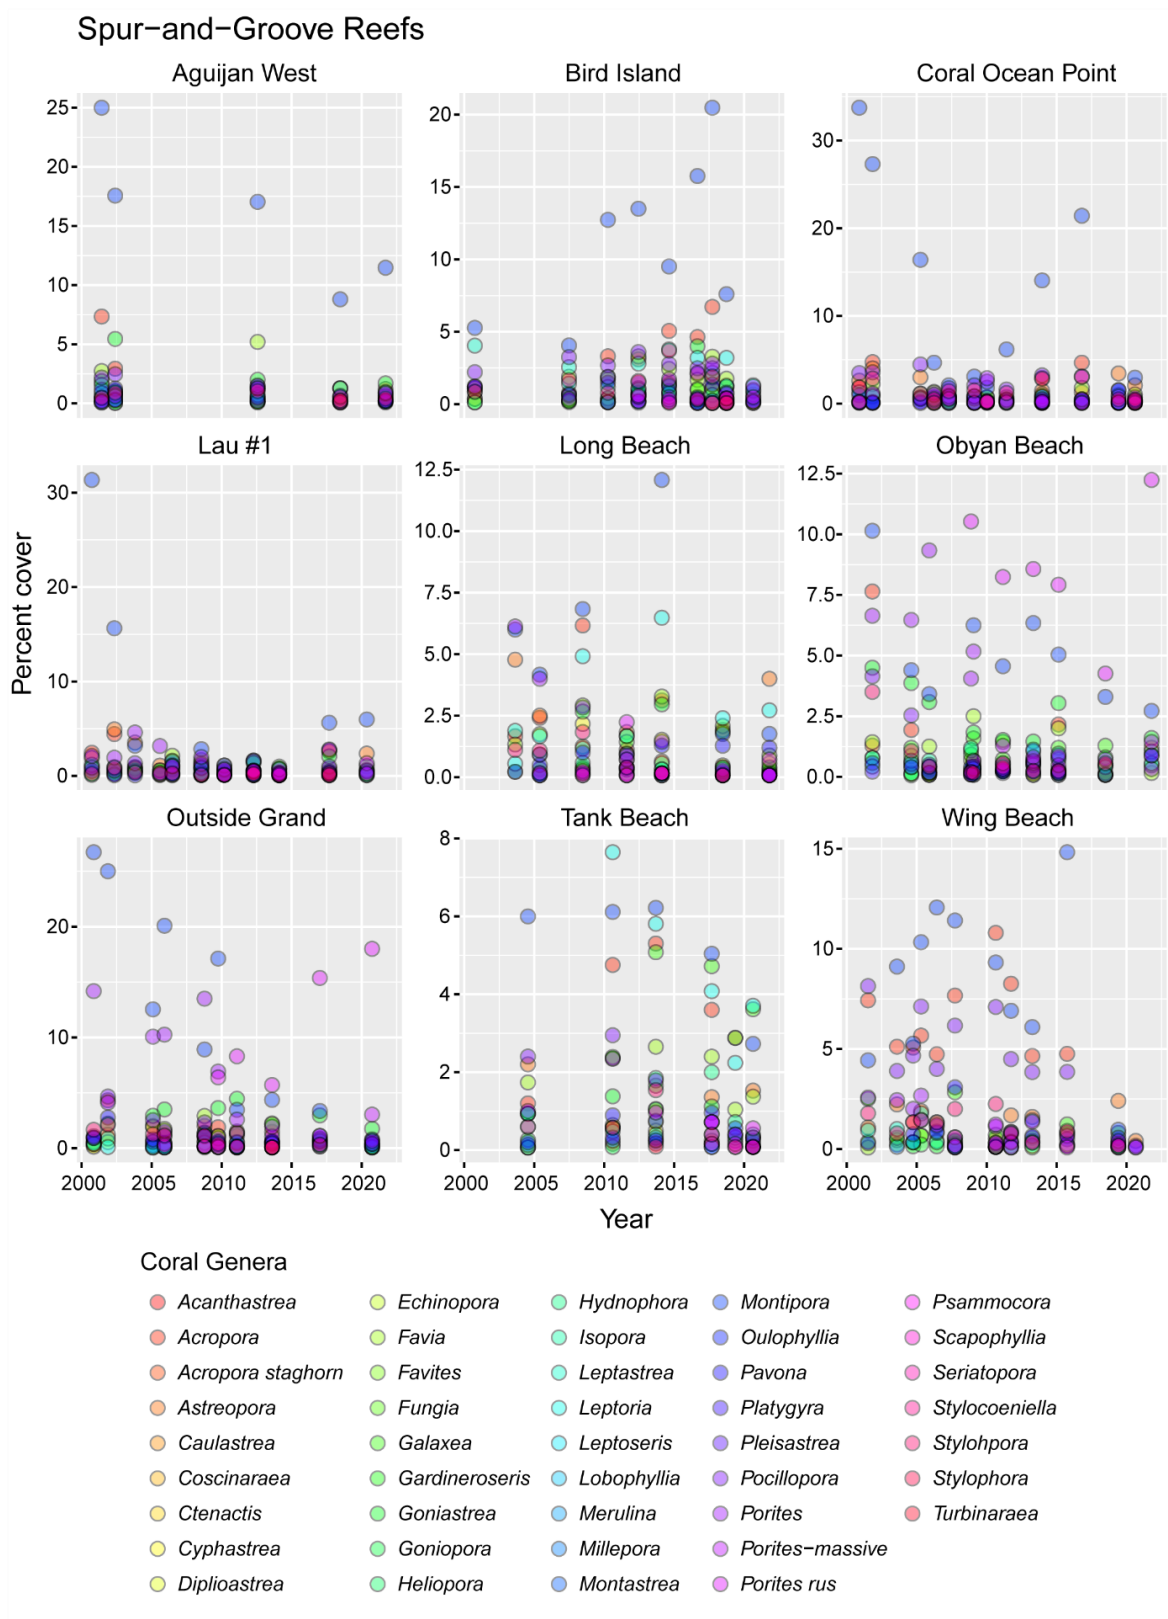 Spur−and−Groove Reefs
Aguijan West Bird Island Coral Ocean Point
25 20 15 10 5 0
20 15 10 5 0
30 20 10 0
Lau #1 Long Beach Obyan Beach
30 20 10 0
12.5 10.0 7.5 5.0 2.5 0.0
12.5 10.0 7.5 5.0 2.5 0.0
Percent cover
Outside Grand Tank Beach Wing Beach
20 10 0
8 6 4 2 0
15 10 5 0
2000 2005 2010 2015 2020 2000 2005 2010 2015 2020 2000 2005 2010 2015 2020
Year
Coral Genera
Acanthastrea Echinopora Hydnophora Montipora Psammocora
Acropora Favia Isopora Oulophyllia Scapophyllia
Acropora staghorn Favites Leptastrea Pavona Seriatopora
Astreopora Fungia Leptoria Platygyra Stylocoeniella
Caulastrea Galaxea Leptoseris Pleisastrea Stylohpora
Coscinaraea Gardineroseris Lobophyllia Pocillopora Stylophora
Ctenactis Goniastrea Merulina Porites Turbinaraea
Cyphastrea Goniopora Millepora Porites−massive
Diplioastrea Heliopora Montastrea Porites rus